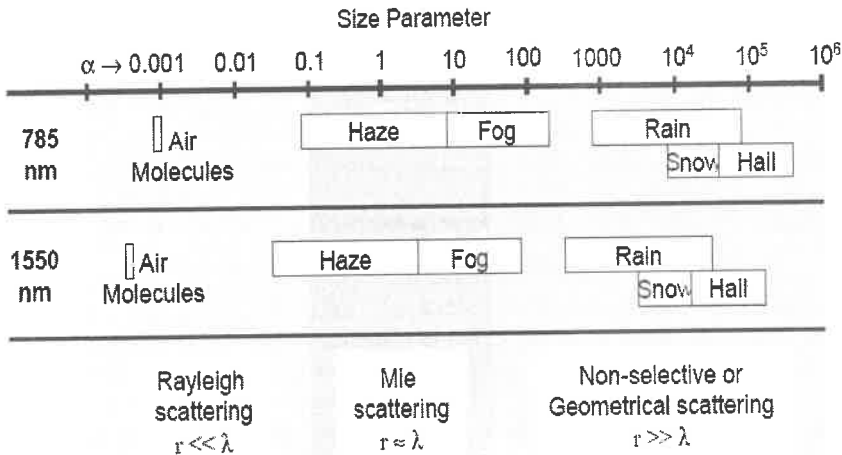 Size Parameter
α → 0.001 0.01 0.1 1 10 100 1000 10⁴ 10⁵ 10⁶
785 nm
Air Molecules
Haze
Fog
Rain
Snow
Hail
1550 nm
Air Molecules
Haze
Fog
Rain
Snow
Hail
Rayleigh
scattering
r << λ
Mie
scattering
r ≈ λ
Non-selective or
Geometrical scattering
r >> λ